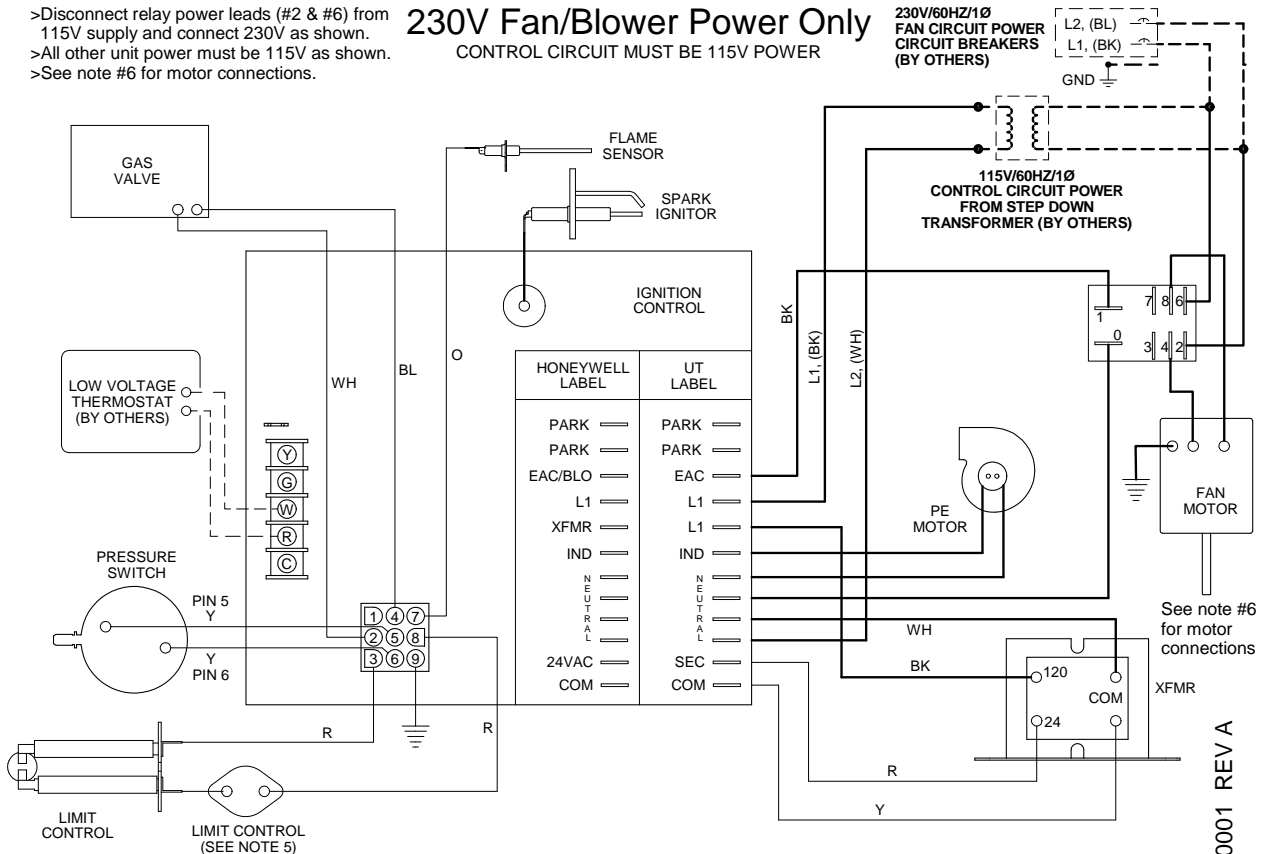 >Disconnect relay power leads (#2 & #6) from
115V supply and connect 230V as shown.
>All other unit power must be 115V as shown.
>See note #6 for motor connections.
230V Fan/Blower Power Only
CONTROL CIRCUIT MUST BE 115V POWER
230V/60HZ/1Ø
FAN CIRCUIT POWER
CIRCUIT BREAKERS
(BY OTHERS)
L2, (BL)
L1, (BK)
GND
GAS
VALVE
FLAME
SENSOR
SPARK
IGNITOR
115V/60HZ/1Ø
CONTROL CIRCUIT POWER
FROM STEP DOWN
TRANSFORMER (BY OTHERS)
IGNITION
CONTROL
BK
L1, (BK)
L2, (WH)
7 8 6
1
0
3 4 2
LOW VOLTAGE
THERMOSTAT
(BY OTHERS)
WH
BL
O
HONEYWELL
LABEL
UT
LABEL
PARK
PARK
PARK
PARK
EAC/BLO
EAC
L1
L1
XFMR
L1
IND
IND
NEUTRAL
NEUTRAL
24VAC
SEC
COM
COM
Y
G
W
R
C
PE
MOTOR
FAN
MOTOR
See note #6
for motor
connections
PRESSURE
SWITCH
PIN 5
Y
Y
PIN 6
1 4 7
2 5 8
3 6 9
WH
BK
120
COM
24
XFMR
R
R
R
Y
LIMIT
CONTROL
LIMIT CONTROL
(SEE NOTE 5)
0001 REV A